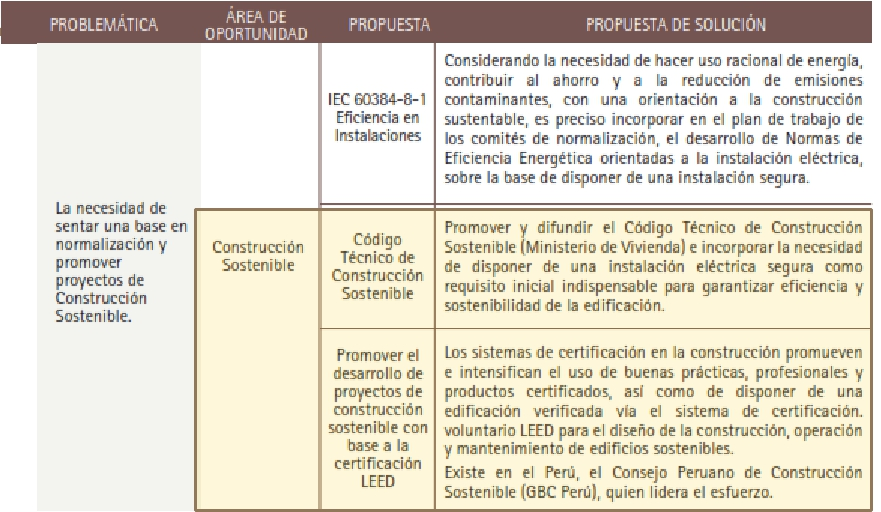 PROBLEMÁTICA
ÁREA DE
OPORTUNIDAD
PROPUESTA
PROPUESTA DE SOLUCIÓN
La necesidad de
sentar una base en
normalización y
promover
proyectos de
Construcción
Sostenible.
IEC 60384-8-1
Eficiencia en
Instalaciones
Considerando la necesidad de hacer uso racional de energía,
contribuir al ahorro y a la reducción de emisiones
contaminantes, con una orientación a la construcción
sustentable, es preciso incorporar en el plan de trabajo de
los comités de normalización, el desarrollo de Normas de
Eficiencia Energética orientadas a la instalación eléctrica,
sobre la base de disponer de una instalación segura.
Construcción
Sostenible
Código
Técnico de
Construcción
Sostenible
Promover y difundir el Código Técnico de Construcción
Sostenible (Ministerio de Vivienda) e incorporar la necesidad
de disponer de una instalación eléctrica segura como
requisito inicial indispensable para garantizar eficiencia y
sostenibilidad de la edificación.
Promover el
desarrollo de
proyectos de
construcción
sostenible con
base a la
certificación
LEED
Los sistemas de certificación en la construcción promueven
e intensifican el uso de buenas prácticas, profesionales y
productos certificados, así como de disponer de una
edificación verificada vía el sistema de certificación.
voluntario LEED para el diseño de la construcción, operación
y mantenimiento de edificios sostenibles.
Existe en el Perú, el Consejo Peruano de Construcción
Sostenible (GBC Perú), quien lidera el esfuerzo.